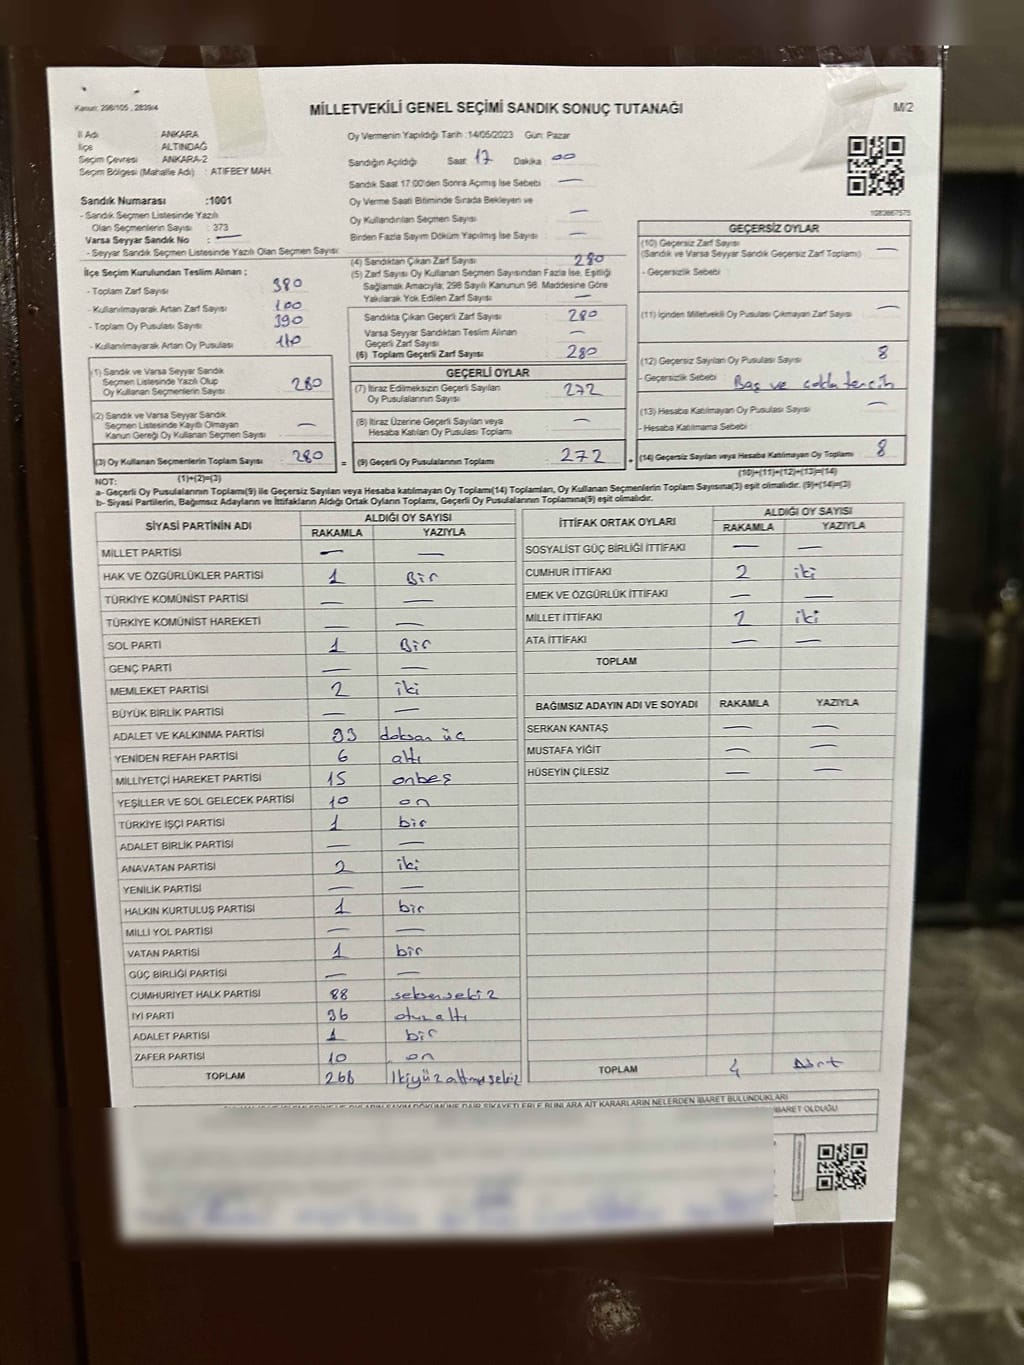 Kanun: 298/105 , 2839/4
MİLLETVEKİLİ GENEL SEÇİMİ SANDIK SONUÇ TUTANAĞI
M/2
İl Adı : ANKARA
İlçe : ALTINDAĞ
Seçim Çevresi : ANKARA-2
Seçim Bölgesi (Mahalle Adı) : ATIFBEY MAH.
Sandık Numarası :1001
- Sandık Seçmen Listesinde Yazılı
Olan Seçmenlerin Sayısı : 373
Varsa Seyyar Sandık No : —
- Seyyar Sandık Seçmen Listesinde Yazılı Olan Seçmen Sayısı:
Oy Vermenin Yapıldığı Tarih :14/05/2023 Gün: Pazar
Sandığın Açıldığı Saat 17 Dakika 00
Sandık Saat 17:00'den Sonra Açımış İse Sebebi —
Oy Verme Saati Bitiminde Sırada Bekleyen ve
Oy Kullandırılan Seçmen Sayısı —
Birden Fazla Sayım Döküm Yapılmış İse Sayısı —
1083667575
İlçe Seçim Kurulundan Teslim Alınan ;
- Toplam Zarf Sayısı 380
- Kullanılmayarak Artan Zarf Sayısı 100
- Toplam Oy Pusulası Sayısı 390
- Kullanılmayarak Artan Oy Pusulası 110
(4) Sandıktan Çıkan Zarf Sayısı 280
(5) Zarf Sayısı Oy Kullanan Seçmen Sayısından Fazla İse, Eşitliği
Sağlamak Amacıyla; 298 Sayılı Kanunun 98. Maddesine Göre
Yakılarak Yok Edilen Zarf Sayısı —
Sandıkta Çıkan Geçerli Zarf Sayısı 280
Varsa Seyyar Sandıktan Teslim Alınan
Geçerli Zarf Sayısı —
(6) Toplam Geçerli Zarf Sayısı 280
GEÇERSİZ OYLAR
(10) Geçersiz Zarf Sayısı —
(Sandık ve Varsa Seyyar Sandık Geçersiz Zarf Toplamı)
- Geçersizlik Sebebi :
(11) İçinden Milletvekili Oy Pusulası Çıkmayan Zarf Sayısı —
(12) Geçersiz Sayılan Oy Pusulası Sayısı 8
- Geçersizlik Sebebi : Boş ve çokla tercih
(13) Hesaba Katılmayan Oy Pusulası Sayısı —
- Hesaba Katılmama Sebebi :
(14) Geçersiz Sayılan veya Hesaba Katılmayan Oy Toplamı 8
(10)+(11)+(12)+(13)=(14)
(1) Sandık ve Varsa Seyyar Sandık
Seçmen Listesinde Yazılı Olup
Oy Kullanan Seçmenlerin Sayısı 280
(2) Sandık ve Varsa Seyyar Sandık
Seçmen Listesinde Kayıtlı Olmayan
Kanun Gereği Oy Kullanan Seçmen Sayısı —
(3) Oy Kullanan Seçmenlerin Toplam Sayısı 280 =
(1)+(2)=(3)
GEÇERLİ OYLAR
(7) İtiraz Edilmeksizin Geçerli Sayılan
Oy Pusulalarının Sayısı 272
(8) İtiraz Üzerine Geçerli Sayılan veya
Hesaba Katılan Oy Pusulası Toplamı —
(9) Geçerli Oy Pusulalarının Toplamı 272 +
NOT:
a- Geçerli Oy Pusulaları Toplamı(9) ile Geçersiz Sayılan veya Hesaba katılmayan Oy Toplamı(14) Toplamları, Oy Kullanan Seçmenlerin Toplam Sayısına(3) eşit olmalıdır. (9)+(14)=(3)
b- Siyasi Partilerin, Bağımsız Adayların ve İttifakların Aldığı Ortak Oyların Toplamı, Geçerli Oy Pusulalarının Toplamına(9) eşit olmalıdır.
SİYASİ PARTİNİN ADI ALDIĞI OY SAYISI
RAKAMLA YAZIYLA
MİLLET PARTİSİ — —
HAK VE ÖZGÜRLÜKLER PARTİSİ 1 Bir
TÜRKİYE KOMÜNİST PARTİSİ — —
TÜRKİYE KOMÜNİST HAREKETİ — —
SOL PARTİ 1 Bir
GENÇ PARTİ — —
MEMLEKET PARTİSİ 2 iki
BÜYÜK BİRLİK PARTİSİ — —
ADALET VE KALKINMA PARTİSİ 93 doksan üç
YENİDEN REFAH PARTİSİ 6 altı
MİLLİYETÇİ HAREKET PARTİSİ 15 onbeş
YEŞİLLER VE SOL GELECEK PARTİSİ 10 on
TÜRKİYE İŞÇİ PARTİSİ 1 bir
ADALET BİRLİK PARTİSİ — —
ANAVATAN PARTİSİ 2 iki
YENİLİK PARTİSİ — —
HALKIN KURTULUŞ PARTİSİ 1 bir
MİLLİ YOL PARTİSİ — —
VATAN PARTİSİ 1 bir
GÜÇ BİRLİĞİ PARTİSİ — —
CUMHURİYET HALK PARTİSİ 88 seksensekiz
İYİ PARTİ 36 otuzaltı
ADALET PARTİSİ 1 bir
ZAFER PARTİSİ 10 on
TOPLAM 268 İkiyüzaltmışsekiz
İTTİFAK ORTAK OYLARI ALDIĞI OY SAYISI
RAKAMLA YAZIYLA
SOSYALİST GÜÇ BİRLİĞİ İTTİFAKI — —
CUMHUR İTTİFAKI 2 iki
EMEK VE ÖZGÜRLÜK İTTİFAKI — —
MİLLET İTTİFAKI 2 iki
ATA İTTİFAKI — —
TOPLAM
BAĞIMSIZ ADAYIN ADI VE SOYADI RAKAMLA YAZIYLA
SERKAN KANTAŞ — —
MUSTAFA YİĞİT — —
HÜSEYİN ÇİLESİZ — —
TOPLAM 4 Dört
BUNLARA AİT KARARLARIN NELERDEN İBARET BULUNDUKLARI
İBARET OLDUĞU